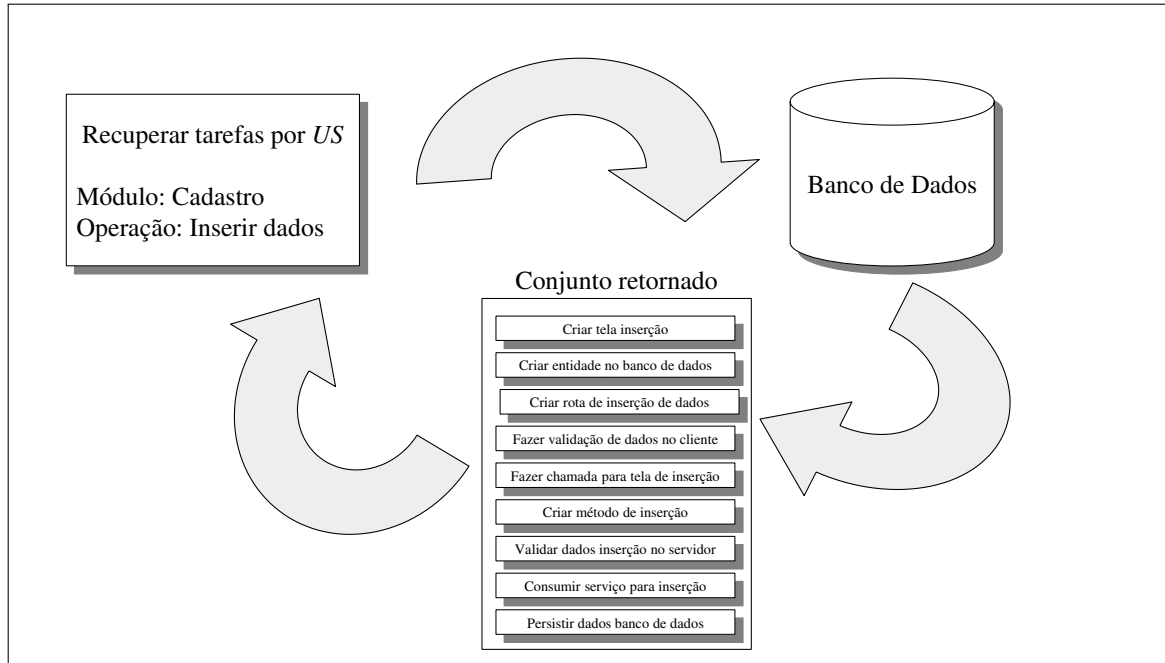 Recuperar tarefas por US
Módulo: Cadastro
Operação: Inserir dados
Banco de Dados
Conjunto retornado
Criar tela inserção
Criar entidade no banco de dados
Criar rota de inserção de dados
Fazer validação de dados no cliente
Fazer chamada para tela de inserção
Criar método de inserção
Validar dados inserção no servidor
Consumir serviço para inserção
Persistir dados banco de dados